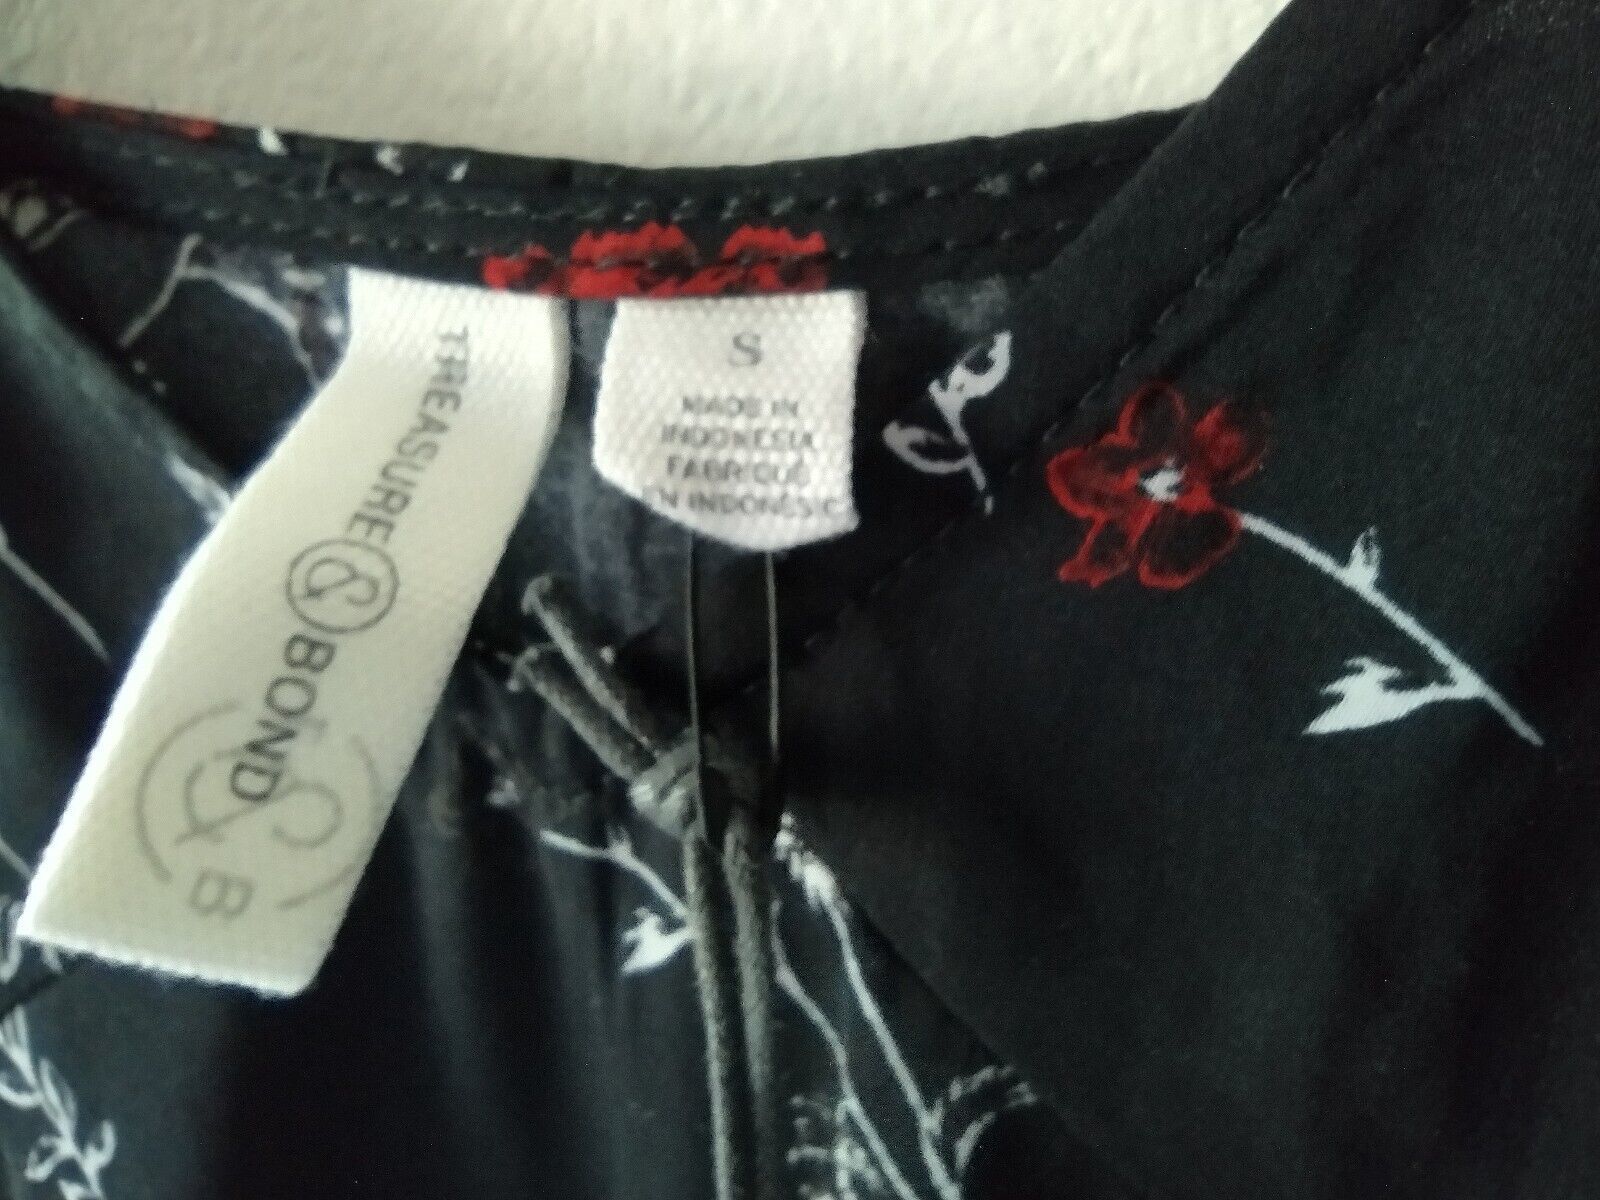 TREASURE & BOND
& B
S
MADE IN
INDONESIA
FABRIQUÉ
EN INDONÉSIE